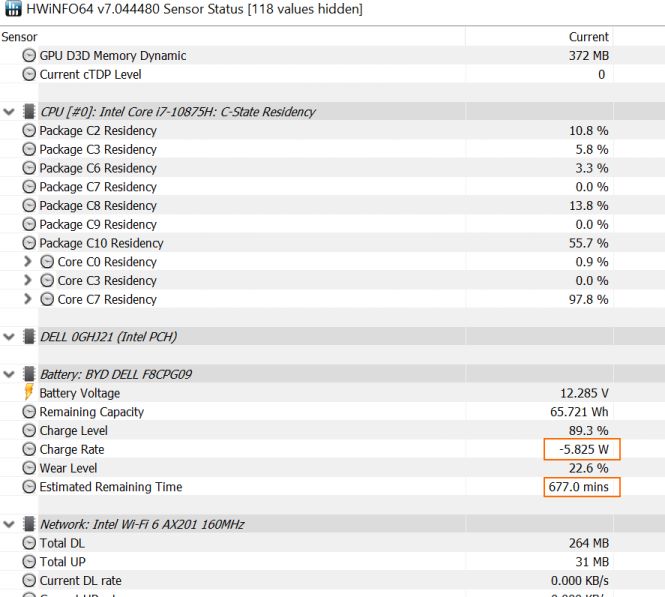 HWiNFO64 v7.044480 Sensor Status [118 values hidden]
Sensor Current
GPU D3D Memory Dynamic 372 MB
Current cTDP Level 0
CPU [#0]: Intel Core i7-10875H: C-State Residency
Package C2 Residency 10.8 %
Package C3 Residency 5.8 %
Package C6 Residency 3.3 %
Package C7 Residency 0.0 %
Package C8 Residency 13.8 %
Package C9 Residency 0.0 %
Package C10 Residency 55.7 %
Core C0 Residency 0.9 %
Core C3 Residency 0.0 %
Core C7 Residency 97.8 %
DELL 0GHJ21 (Intel PCH)
Battery: BYD DELL F8CPG09
Battery Voltage 12.285 V
Remaining Capacity 65.721 Wh
Charge Level 89.3 %
Charge Rate -5.825 W
Wear Level 22.6 %
Estimated Remaining Time 677.0 mins
Network: Intel Wi-Fi 6 AX201 160MHz
Total DL 264 MB
Total UP 31 MB
Current DL rate 0.000 KB/s